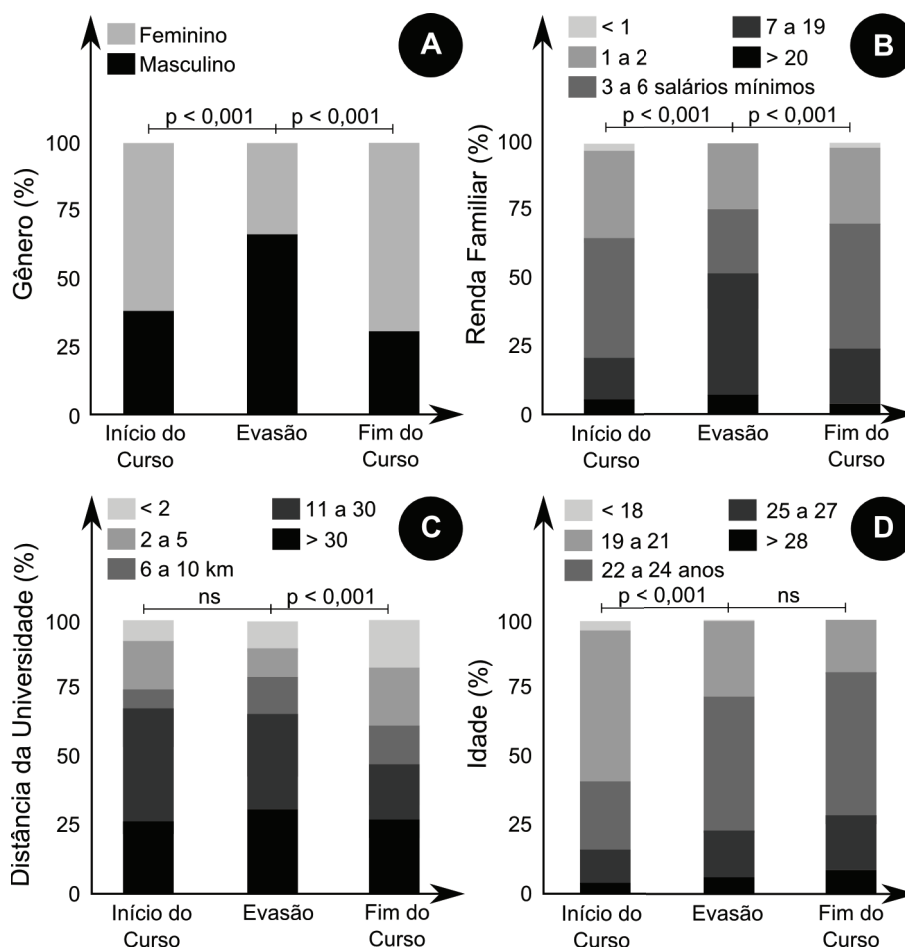 A
Feminino
Masculino
p < 0,001
p < 0,001
Gênero (%)
100
75
50
25
0
Início do
Curso
Evasão
Fim do
Curso
B
< 1
1 a 2
3 a 6 salários mínimos
7 a 19
> 20
p < 0,001
p < 0,001
Renda Familiar (%)
100
75
50
25
0
Início do
Curso
Evasão
Fim do
Curso
C
< 2
2 a 5
6 a 10 km
11 a 30
> 30
ns
p < 0,001
Distância da Universidade (%)
100
75
50
25
0
Início do
Curso
Evasão
Fim do
Curso
D
< 18
19 a 21
22 a 24 anos
25 a 27
> 28
p < 0,001
ns
Idade (%)
100
75
50
25
0
Início do
Curso
Evasão
Fim do
Curso